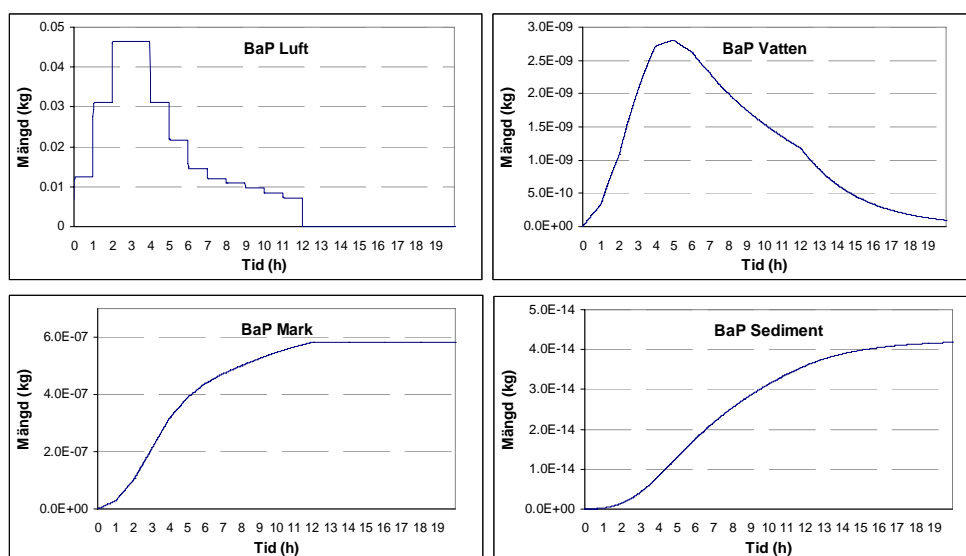 BaP Luft
0.05
0.04
0.03
0.02
0.01
0
Mängd (kg)
0 1 2 3 4 5 6 7 8 9 10 11 12 13 14 15 16 17 18 19
Tid (h)
BaP Vatten
3.0E-09
2.5E-09
2.0E-09
1.5E-09
1.0E-09
5.0E-10
0.0E+00
Mängd (kg)
0 1 2 3 4 5 6 7 8 9 10 11 12 13 14 15 16 17 18 19
Tid (h)
BaP Mark
6.0E-07
4.0E-07
2.0E-07
0.0E+00
Mängd (kg)
0 1 2 3 4 5 6 7 8 9 10 11 12 13 14 15 16 17 18 19
Tid (h)
BaP Sediment
5.0E-14
4.0E-14
3.0E-14
2.0E-14
1.0E-14
0.0E+00
Mängd (kg)
0 1 2 3 4 5 6 7 8 9 10 11 12 13 14 15 16 17 18 19
Tid (h)